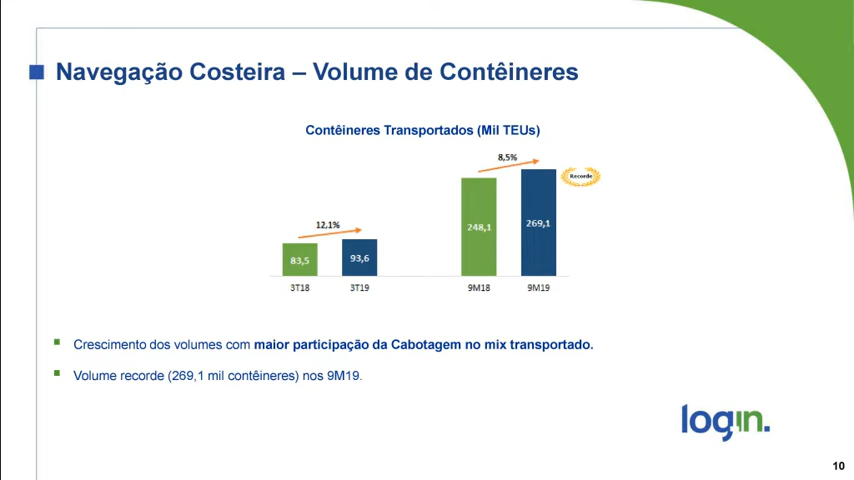 Navegação Costeira – Volume de Contêineres
Contêineres Transportados (Mil TEUs)
8,5%
Recorde
12,1%
248,1
269,1
83,5
93,6
3T18
3T19
9M18
9M19
Crescimento dos volumes com maior participação da Cabotagem no mix transportado.
Volume recorde (269,1 mil contêineres) nos 9M19.
login.
10